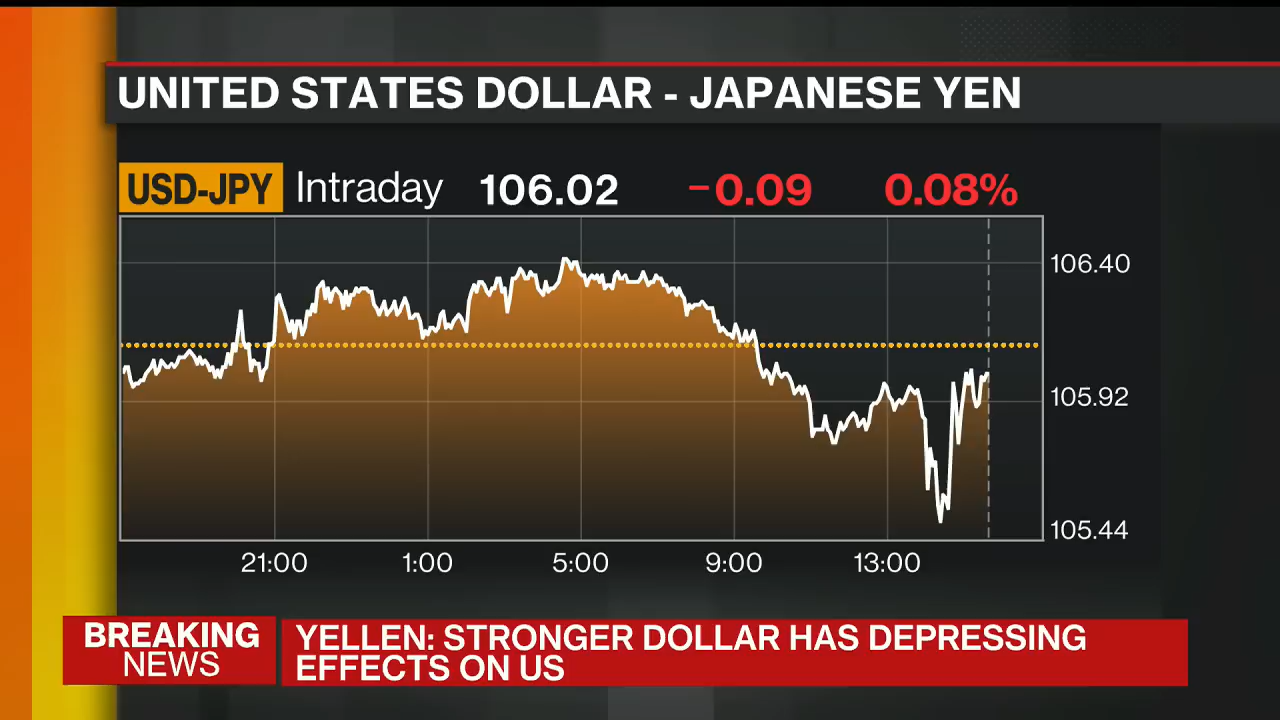 UNITED STATES DOLLAR - JAPANESE YEN
USD-JPY Intraday 106.02 -0.09 0.08%
106.40
105.92
105.44
21:00 1:00 5:00 9:00 13:00
BREAKING NEWS
YELLEN: STRONGER DOLLAR HAS DEPRESSING
EFFECTS ON US